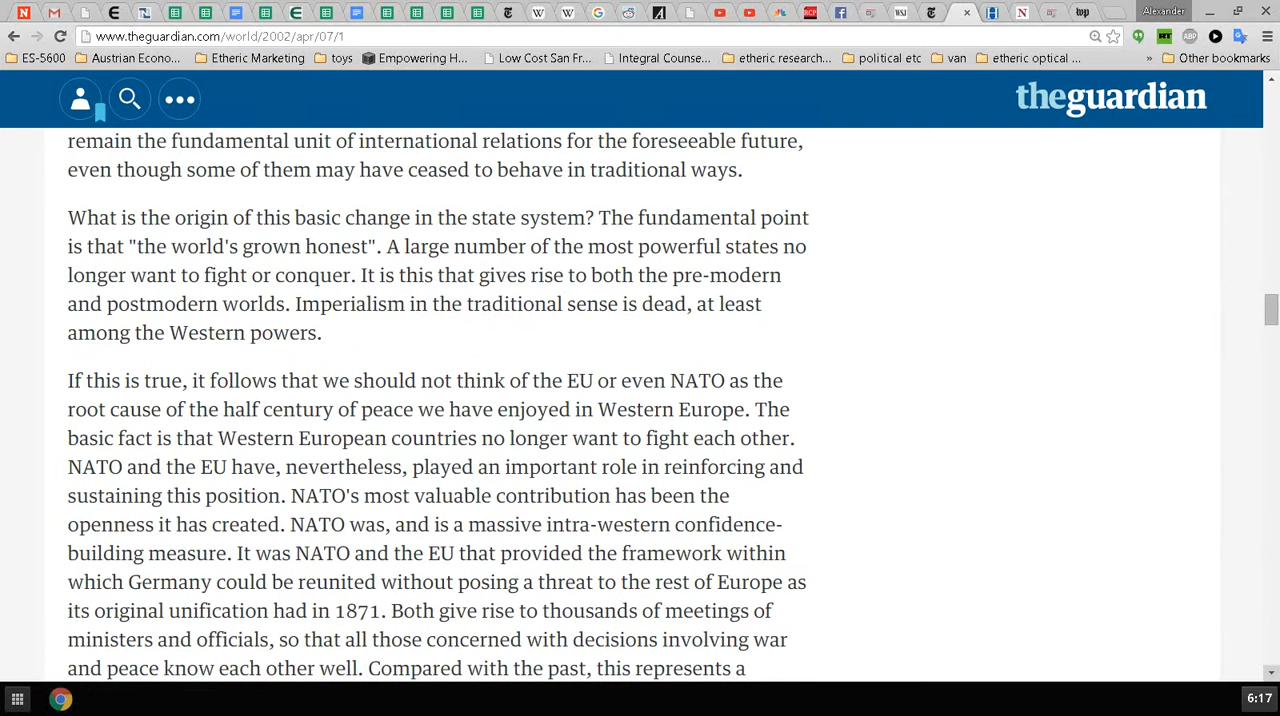 Alexander
www.theguardian.com/world/2002/apr/07/1
ES-5600 Austrian Econo... Etheric Marketing toys Empowering H... Low Cost San Fr... Integral Counse... etheric research... political etc van etheric optical ... » Other bookmarks
theguardian
remain the fundamental unit of international relations for the foreseeable future,
even though some of them may have ceased to behave in traditional ways.
What is the origin of this basic change in the state system? The fundamental point
is that "the world's grown honest". A large number of the most powerful states no
longer want to fight or conquer. It is this that gives rise to both the pre-modern
and postmodern worlds. Imperialism in the traditional sense is dead, at least
among the Western powers.
If this is true, it follows that we should not think of the EU or even NATO as the
root cause of the half century of peace we have enjoyed in Western Europe. The
basic fact is that Western European countries no longer want to fight each other.
NATO and the EU have, nevertheless, played an important role in reinforcing and
sustaining this position. NATO's most valuable contribution has been the
openness it has created. NATO was, and is a massive intra-western confidence-
building measure. It was NATO and the EU that provided the framework within
which Germany could be reunited without posing a threat to the rest of Europe as
its original unification had in 1871. Both give rise to thousands of meetings of
ministers and officials, so that all those concerned with decisions involving war
and peace know each other well. Compared with the past, this represents a
6:17